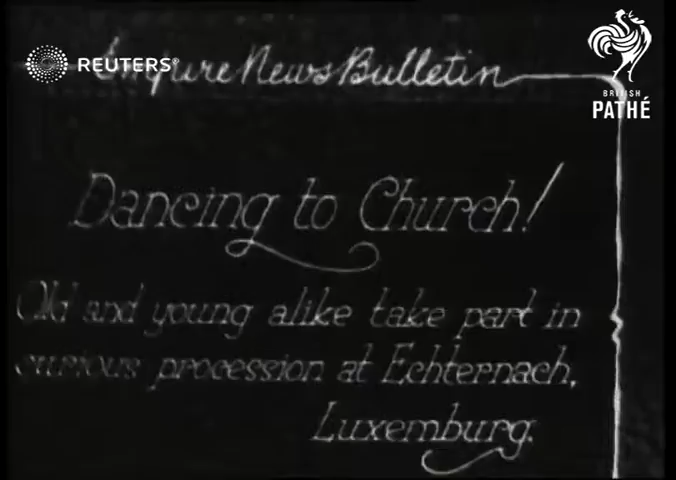 REUTERS®
Empire News Bulletin
BRITISH
PATHÉ
Dancing to Church!
Old and young alike take part in
curious procession at Echternach,
Luxemburg.